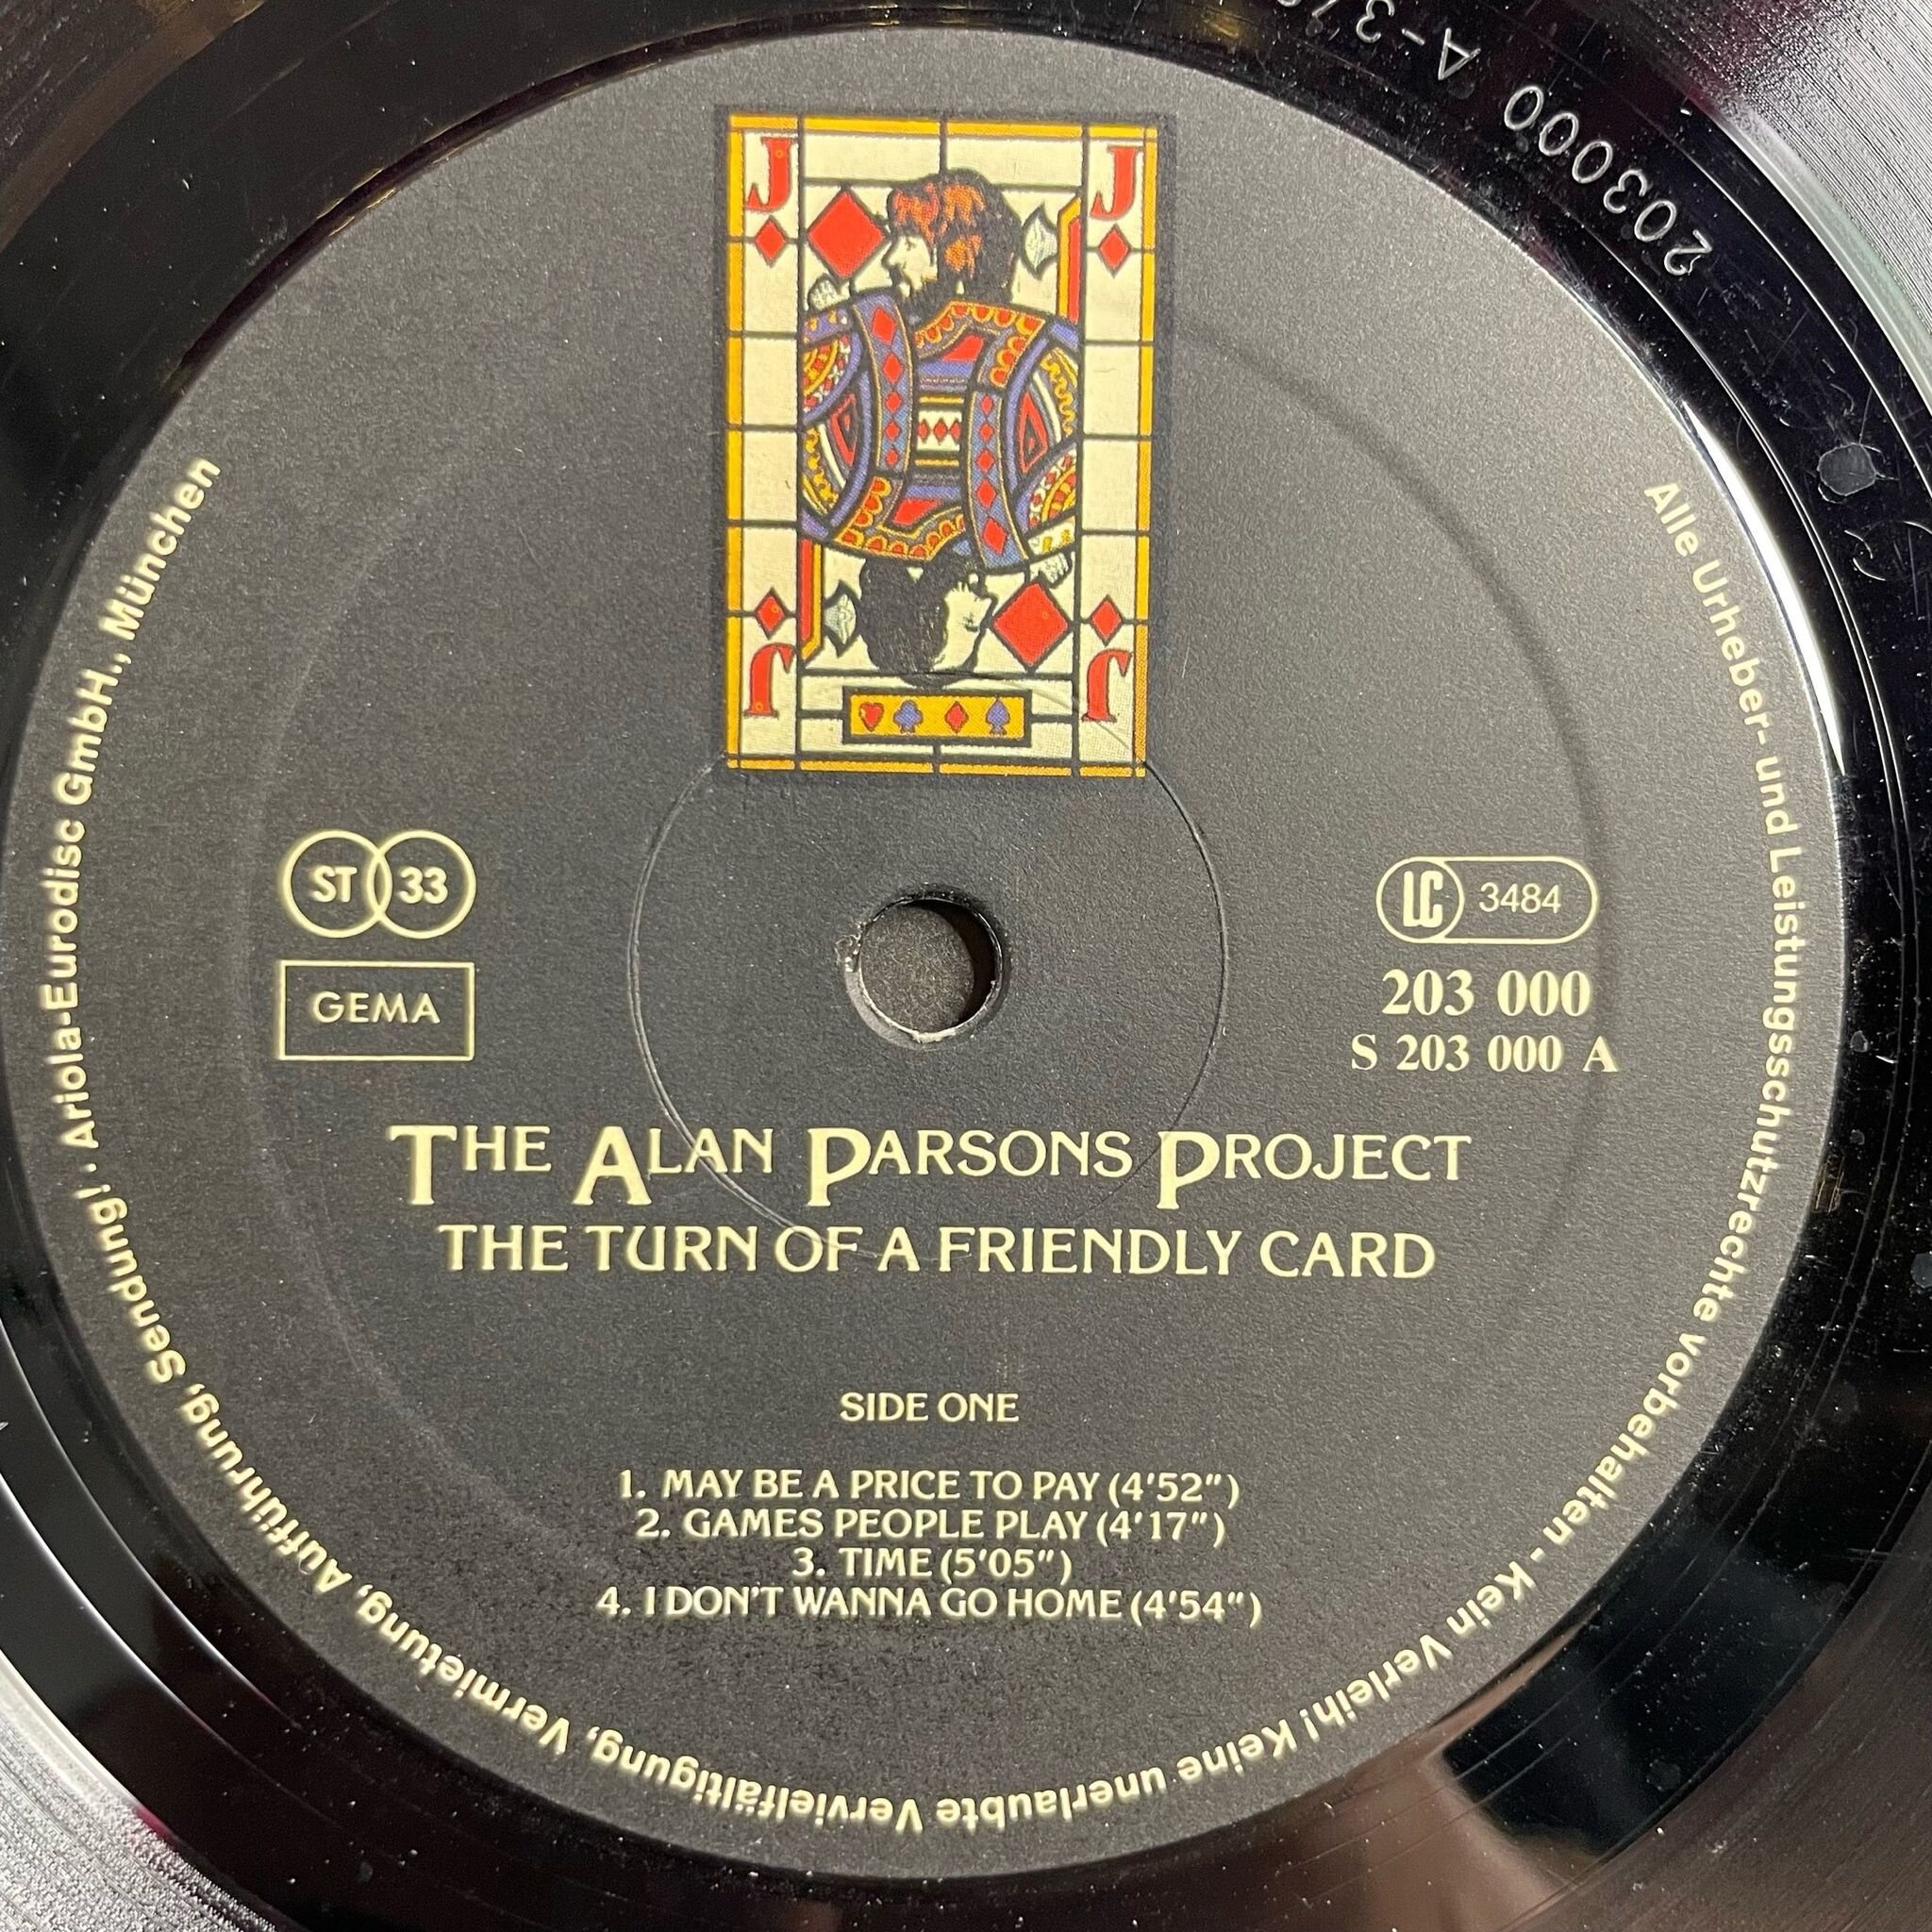 203000 A-3/
J J
J J
ST 33
GEMA
LC 3484
203 000
S 203 000 A
THE ALAN PARSONS PROJECT
THE TURN OF A FRIENDLY CARD
SIDE ONE
1. MAY BE A PRICE TO PAY (4'52")
2. GAMES PEOPLE PLAY (4'17")
3. TIME (5'05")
4. I DON'T WANNA GO HOME (4'54")
Alle Urheber- und Leistungsschutzrechte vorbehalten - Kein Verleih! Keine unerlaubte Vervielfältigung, Vermietung, Aufführung, Sendung! . Ariola-Eurodisc GmbH., München